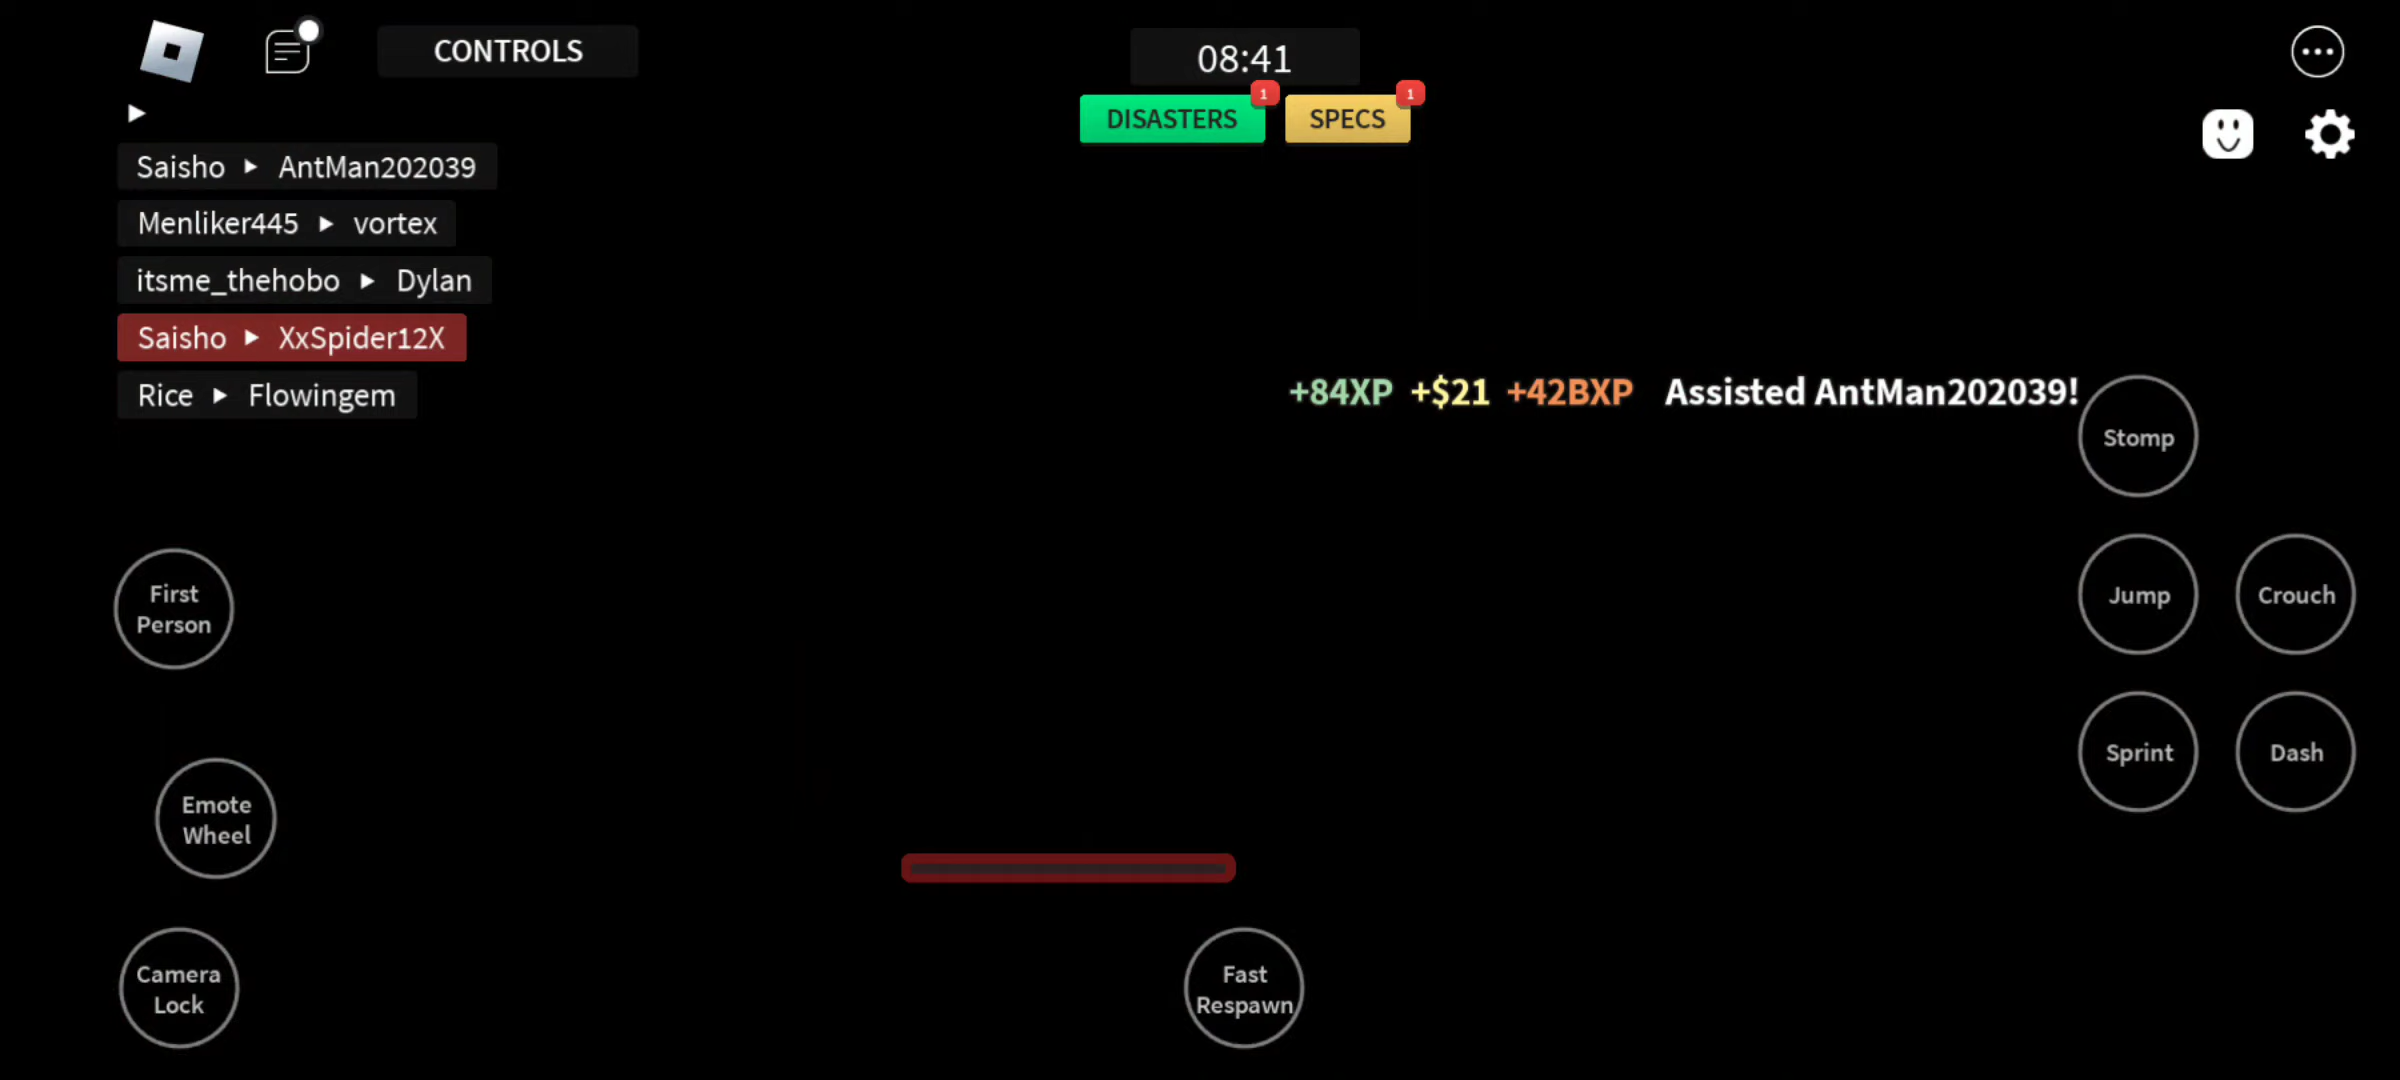 CONTROLS
08:41
DISASTERS 1
SPECS 1
Saisho ▶ AntMan202039
Menliker445 ▶ vortex
itsme_thehobo ▶ Dylan
Saisho ▶ XxSpider12X
Rice ▶ Flowingem
+84XP +$21 +42BXP Assisted AntMan202039!
Stomp
First
Person
Jump
Crouch
Emote
Wheel
Sprint
Dash
Camera
Lock
Fast
Respawn